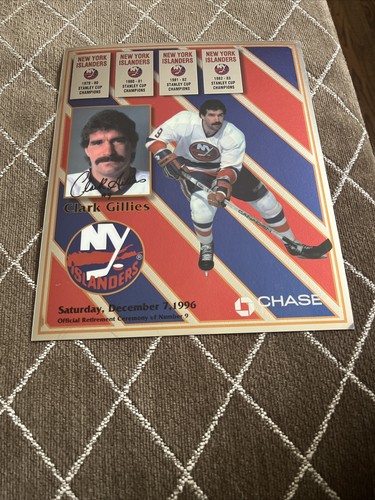 NEW YORK
ISLANDERS
1979 - 80
STANLEY CUP
CHAMPIONS
NEW YORK
ISLANDERS
1980 - 81
STANLEY CUP
CHAMPIONS
NEW YORK
ISLANDERS
1981 - 82
STANLEY CUP
CHAMPIONS
NEW YORK
ISLANDERS
1982 - 83
STANLEY CUP
CHAMPIONS
9
Clark Gillies
NY
ISLANDERS
CHASE
Saturday, December 7, 1996
Official Retirement Ceremony of Number 9